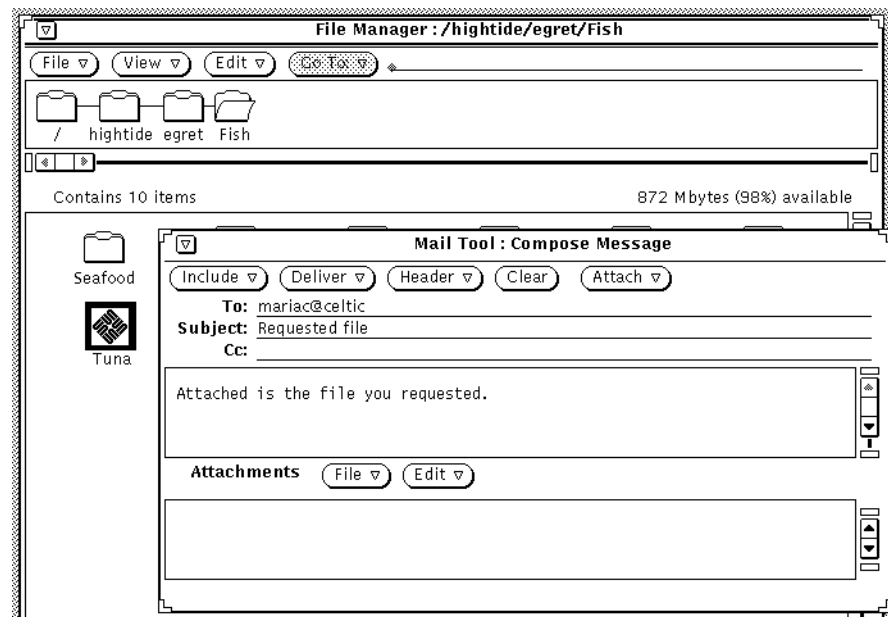 File Manager : /hightide/egret/Fish
File View Edit Go To:
/ hightide egret Fish
Contains 10 items 872 Mbytes (98%) available
Seafood
Tuna
Mail Tool : Compose Message
Include Deliver Header Clear Attach
To: mariac@celtic
Subject: Requested file
Cc:
Attached is the file you requested.
Attachments File Edit